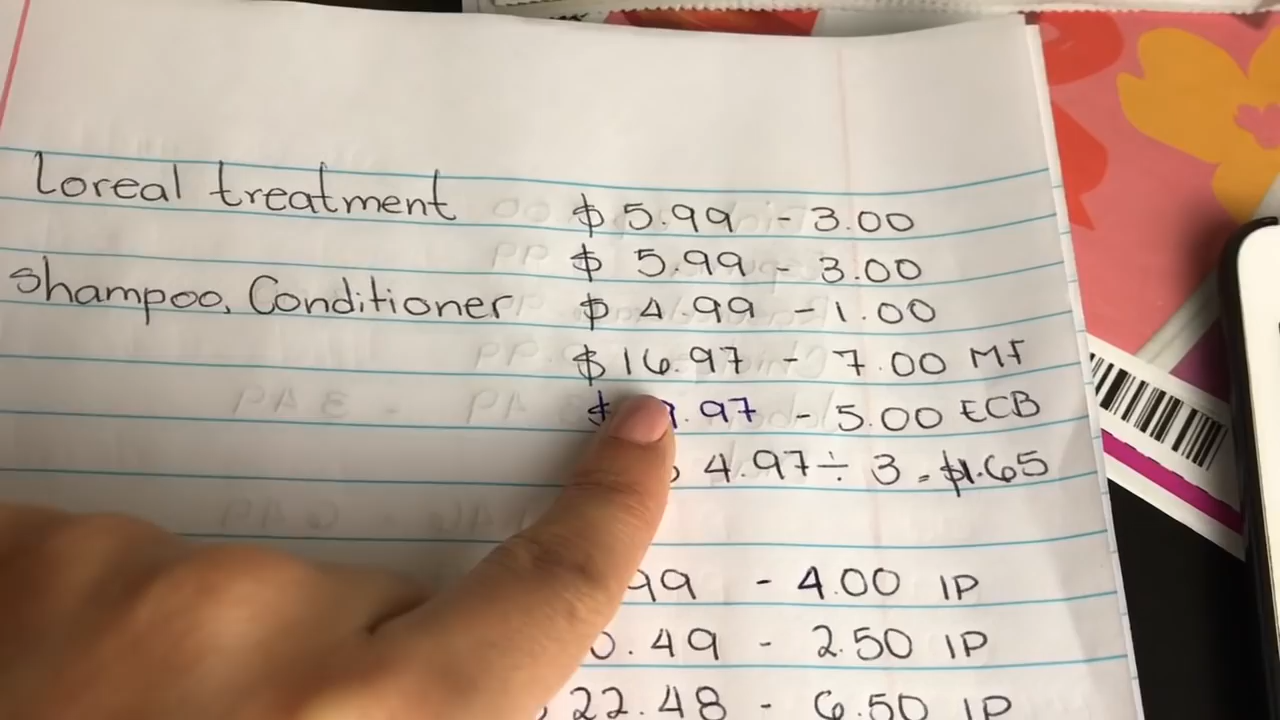 Loreal treatment $ 5.99 - 3.00
$ 5.99 - 3.00
Shampoo, Conditioner $ 4.99 - 1.00
$ 16.97 - 7.00 MF
$ 9.97 - 5.00 ECB
4.97 ÷ 3 = $1.65
99 - 4.00 IP
0.49 - 2.50 IP
22.48 - 6.50 IP